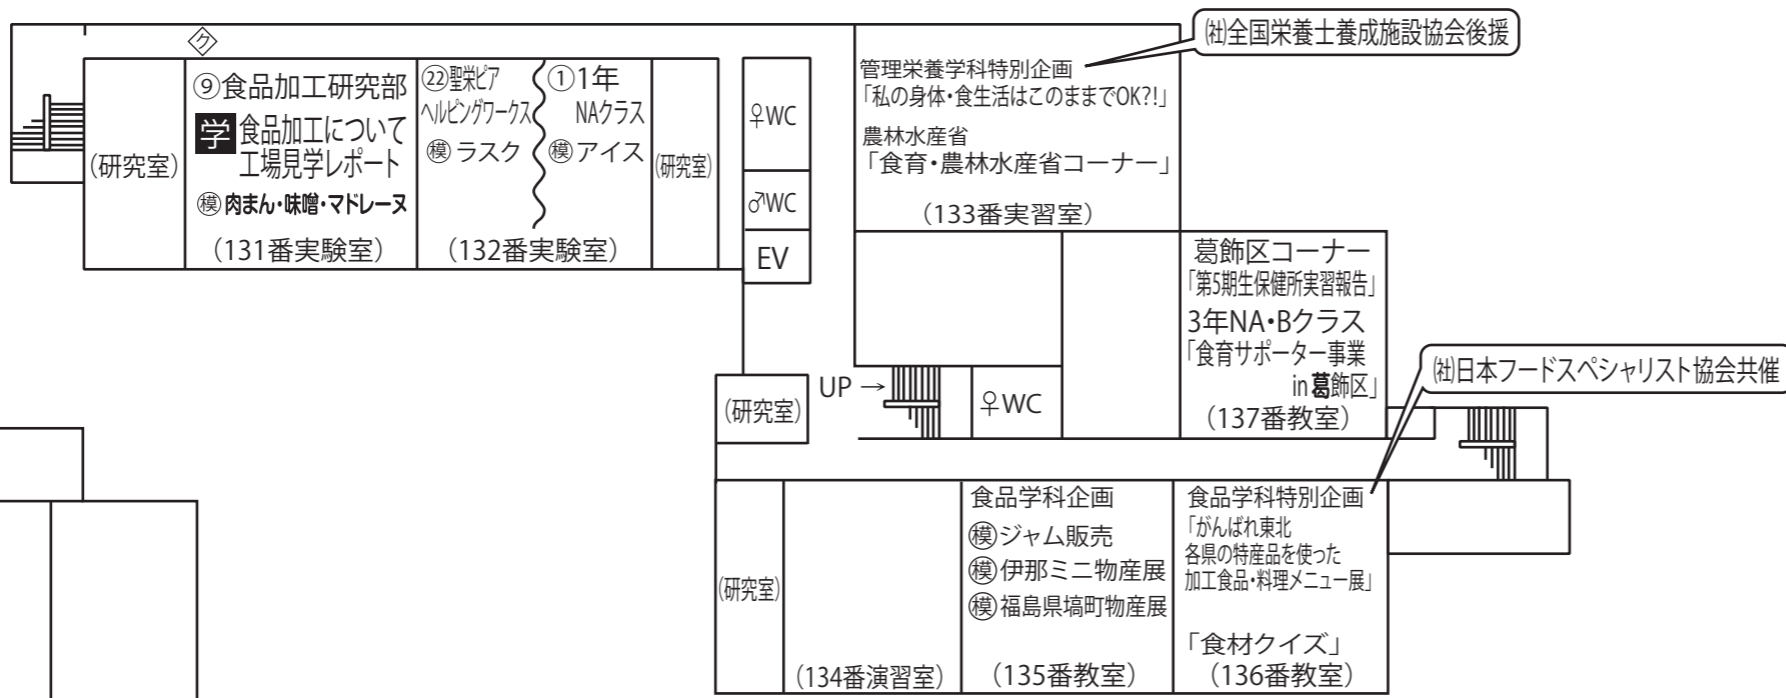 ㈳全国栄養士養成施設協会後援
ク
(研究室)
⑨食品加工研究部
学 食品加工について
工場見学レポート
模 肉まん・味噌・マドレーヌ
(131番実験室)
㉒聖栄ピア
ヘルピングワークス
模 ラスク
①1年
NAクラス
模 アイス
(132番実験室)
(研究室)
♀WC
♂WC
EV
管理栄養学科特別企画
「私の身体・食生活はこのままでOK?!」
農林水産省
「食育・農林水産省コーナー」
(133番実習室)
葛飾区コーナー
「第5期生保健所実習報告」
3年NA・Bクラス
「食育サポーター事業
in葛飾区」
(137番教室)
㈳日本フードスペシャリスト協会共催
(研究室)
UP →
♀WC
(研究室)
(134番演習室)
食品学科企画
模 ジャム販売
模 伊那ミニ物産展
模 福島県塙町物産展
(135番教室)
食品学科特別企画
「がんばれ東北
各県の特産品を使った
加工食品・料理メニュー展」
「食材クイズ」
(136番教室)